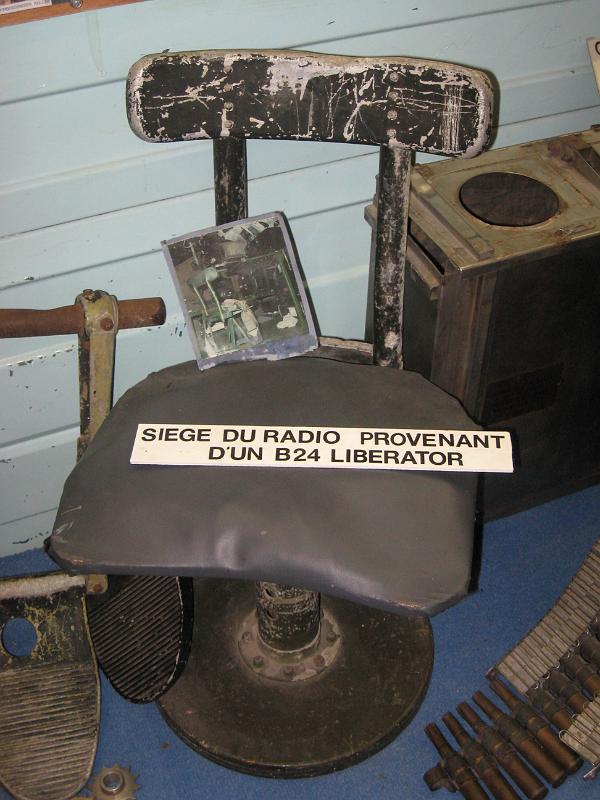 SIEGE DU RADIO PROVENANT
D'UN B24 LIBERATOR